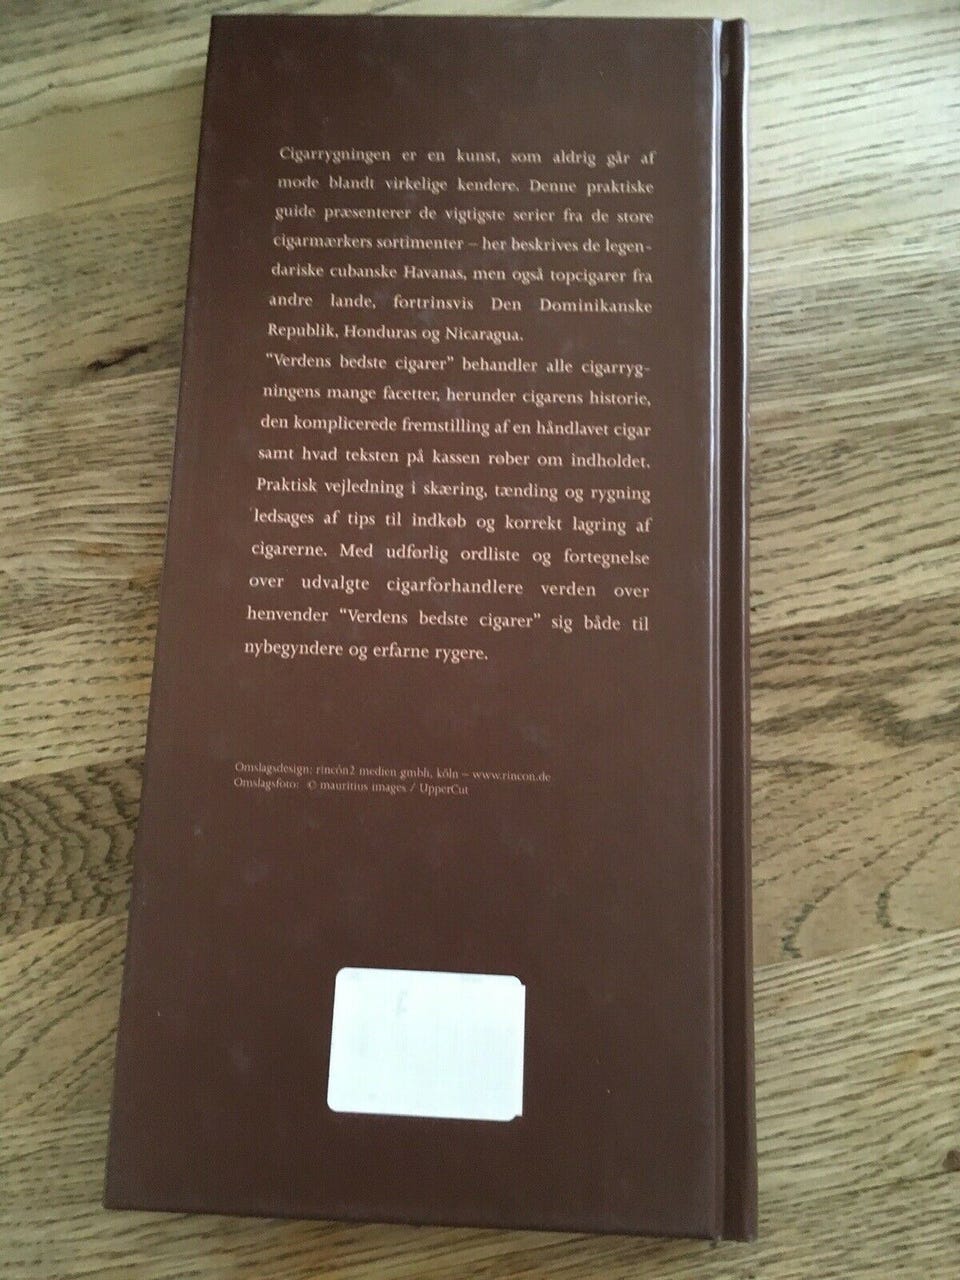 Cigarrygningen er en kunst, som aldrig går af
mode blandt virkelige kendere. Denne praktiske
guide præsenterer de vigtigste serier fra de store
cigarmærkers sortimenter – her beskrives de legen-
dariske cubanske Havanas, men også topcigarer fra
andre lande, fortrinsvis Den Dominikanske
Republik, Honduras og Nicaragua.
"Verdens bedste cigarer" behandler alle cigarryg-
ningens mange facetter, herunder cigarens historie,
den komplicerede fremstilling af en håndlavet cigar
samt hvad teksten på kassen røber om indholdet.
Praktisk vejledning i skæring, tænding og rygning
ledsages af tips til indkøb og korrekt lagring af
cigarerne. Med udførlig ordliste og fortegnelse
over udvalgte cigarforhandlere verden over
henvender "Verdens bedste cigarer" sig både til
nybegyndere og erfarne rygere.
Omslagsdesign: rincón2 medien gmbh, köln – www.rincon.de
Omslagsfoto: © mauritius images / UpperCut